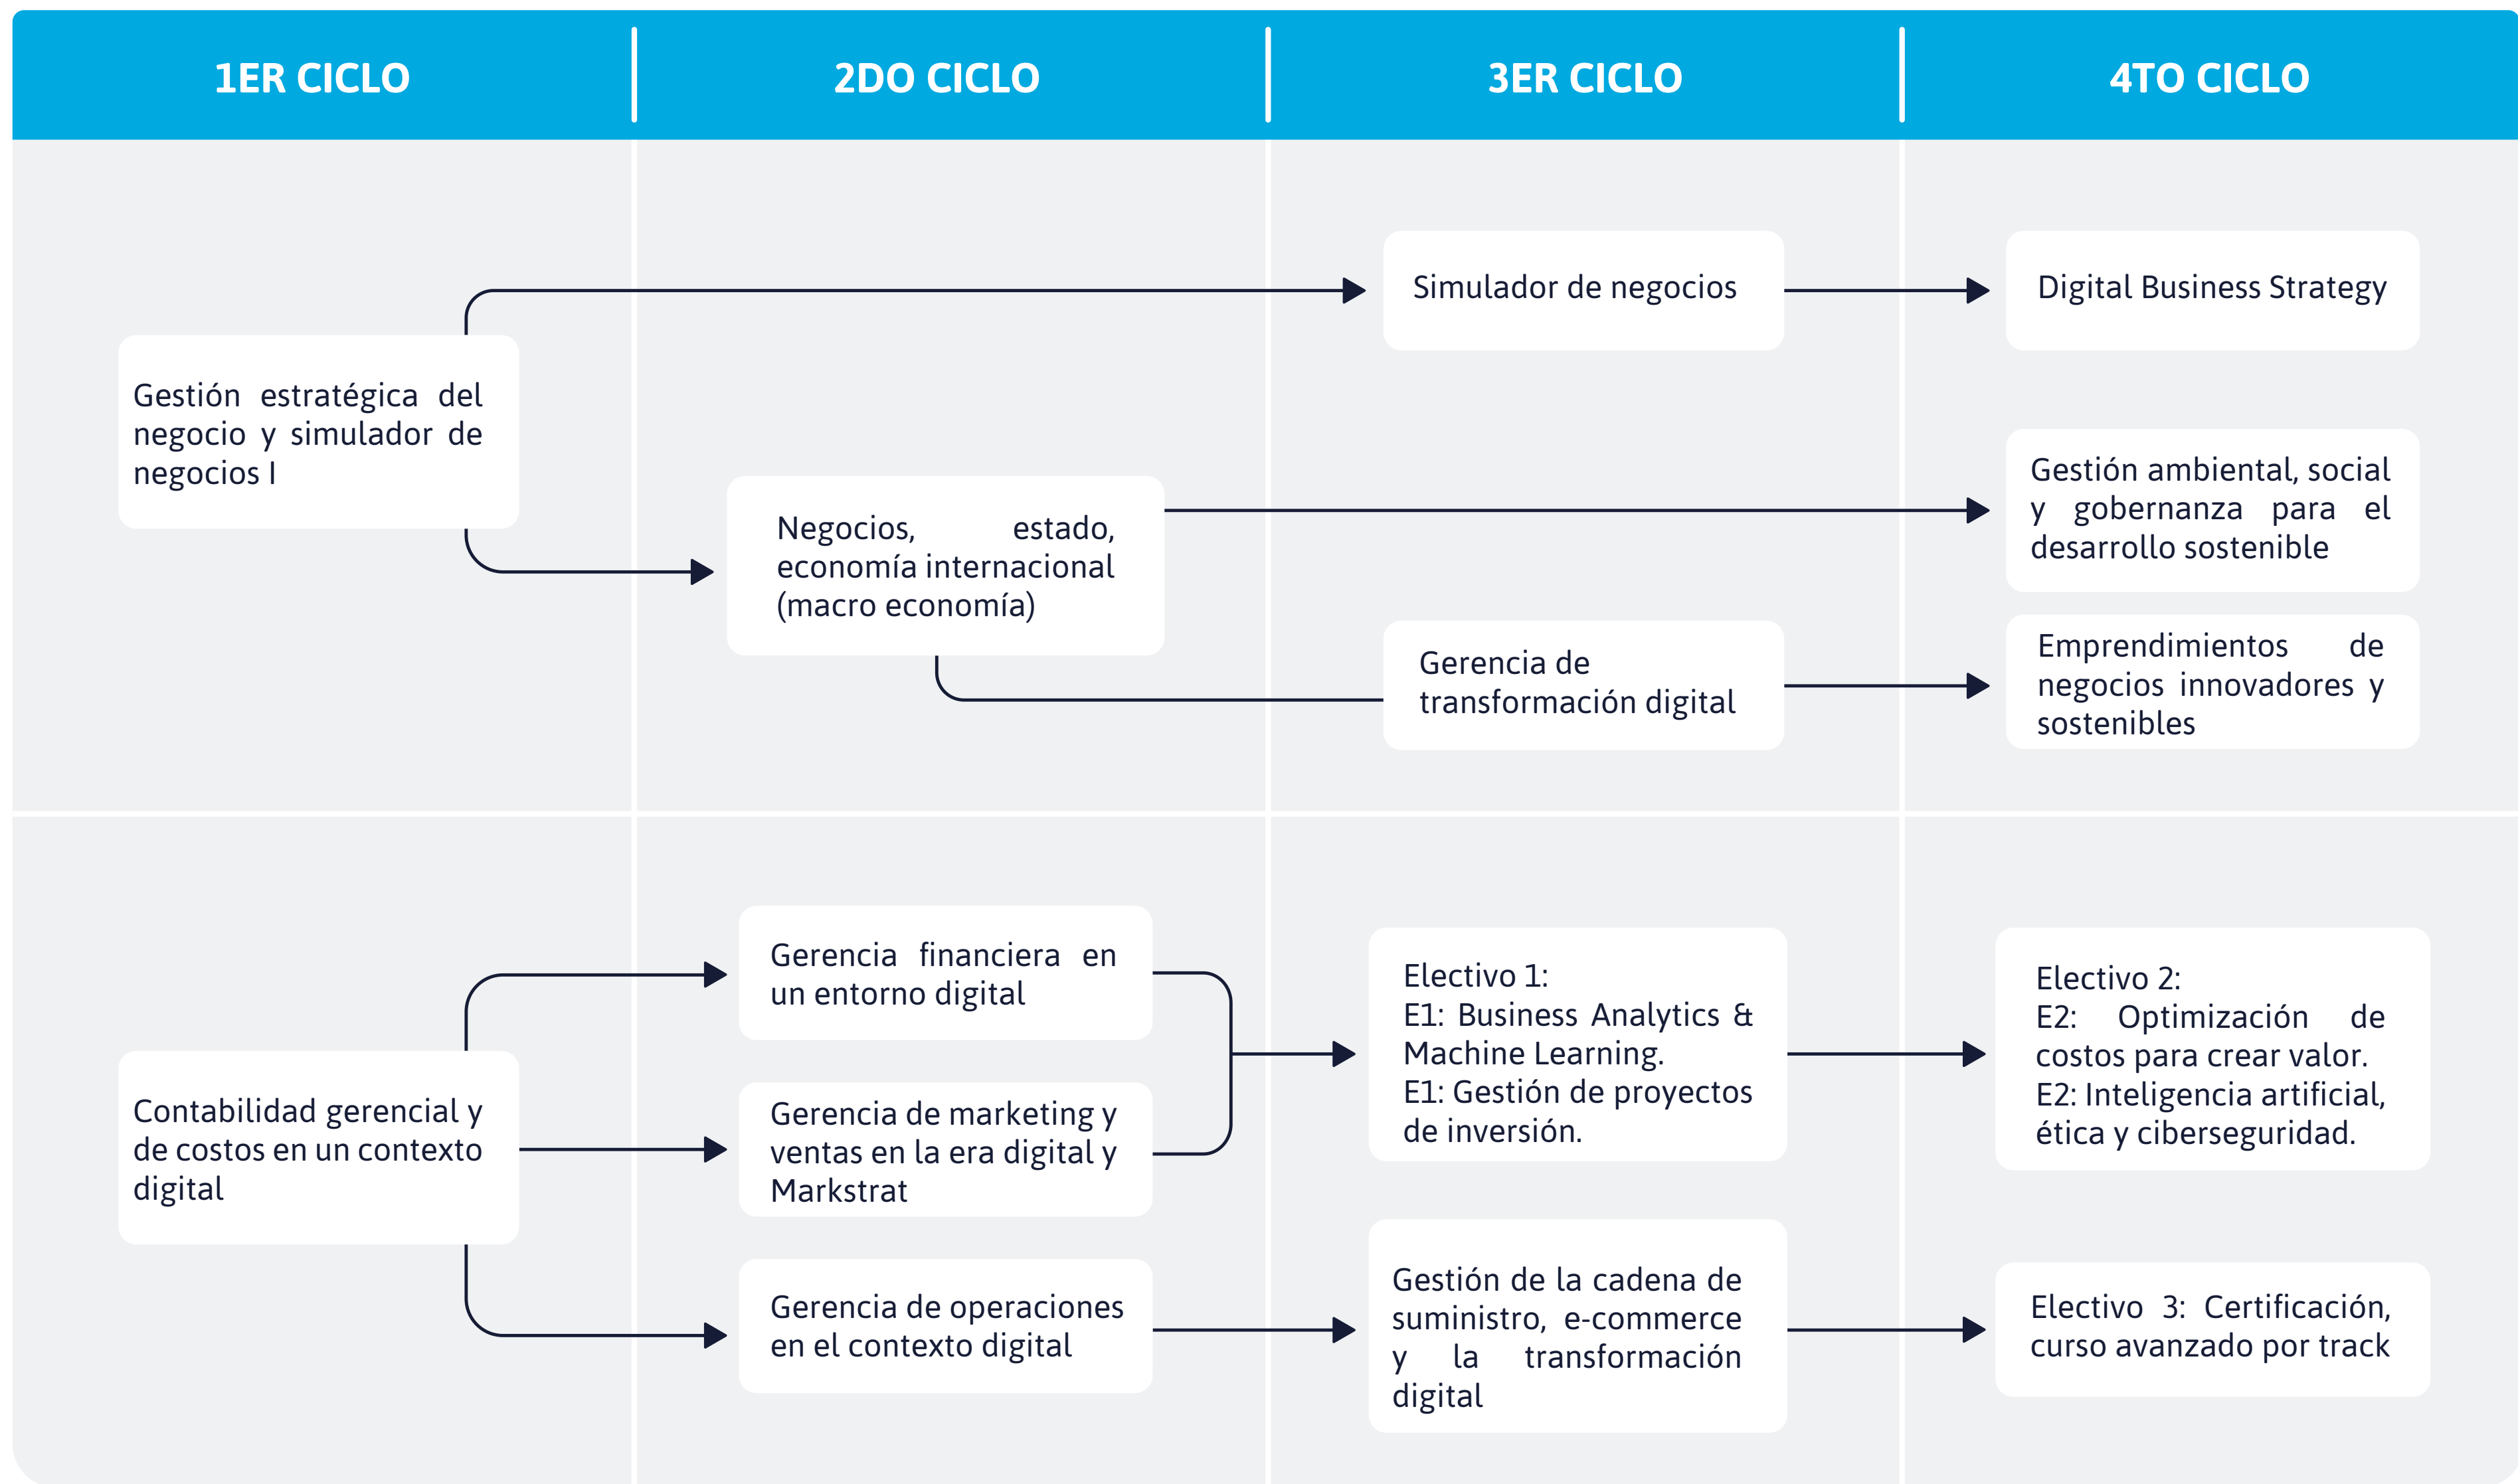 1ER CICLO
2DO CICLO
3ER CICLO
4TO CICLO
Gestión estratégica del
negocio y simulador de
negocios I
Negocios, estado,
economía internacional
(macro economía)
Simulador de negocios
Gerencia de
transformación digital
Digital Business Strategy
Gestión ambiental, social
y gobernanza para el
desarrollo sostenible
Emprendimientos de
negocios innovadores y
sostenibles
Contabilidad gerencial y
de costos en un contexto
digital
Gerencia financiera en
un entorno digital
Gerencia de marketing y
ventas en la era digital y
Markstrat
Gerencia de operaciones
en el contexto digital
Electivo 1:
E1: Business Analytics &
Machine Learning.
E1: Gestión de proyectos
de inversión.
Gestión de la cadena de
suministro, e-commerce
y la transformación
digital
Electivo 2:
E2: Optimización de
costos para crear valor.
E2: Inteligencia artificial,
ética y ciberseguridad.
Electivo 3: Certificación,
curso avanzado por track